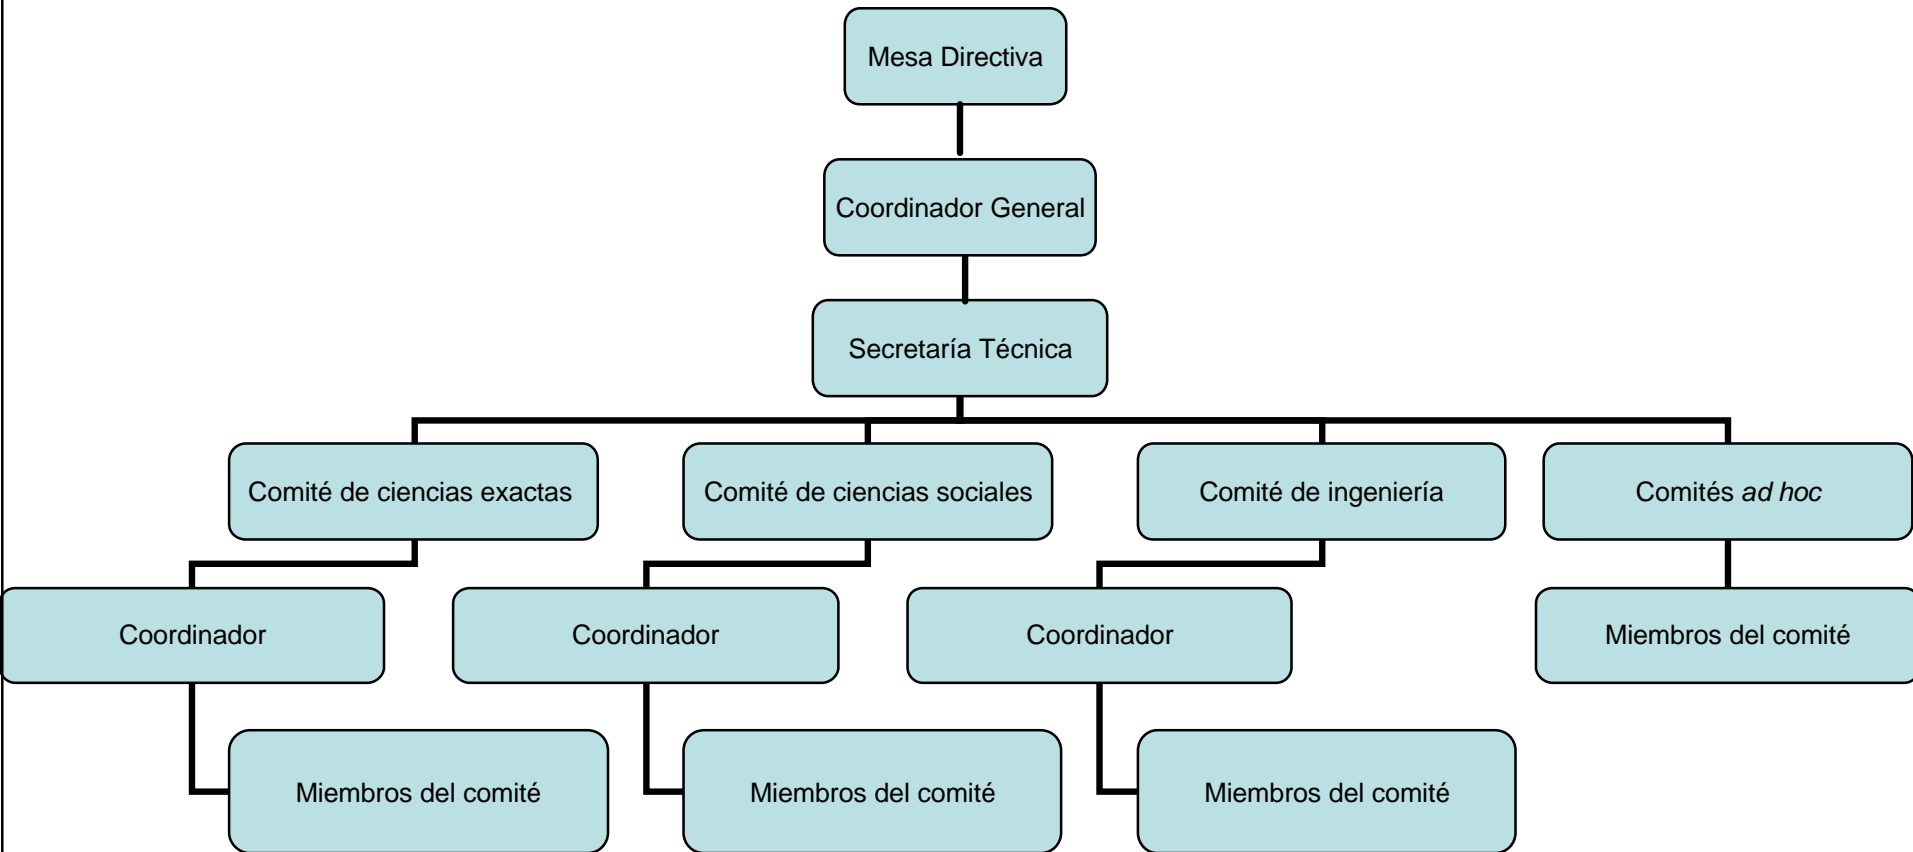 Mesa Directiva
Coordinador General
Secretaría Técnica
Comité de ciencias exactas
Comité de ciencias sociales
Comité de ingeniería
Comités ad hoc
Coordinador
Coordinador
Coordinador
Miembros del comité
Miembros del comité
Miembros del comité
Miembros del comité